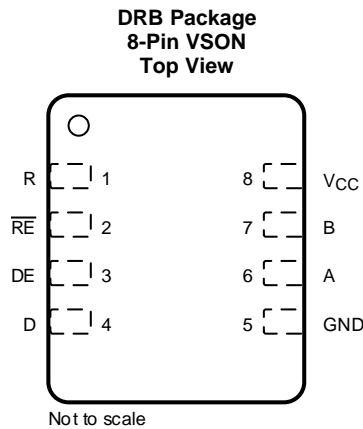 DRB Package
8-Pin VSON
Top View
R 1 8 VCC
RE 2 7 B
DE 3 6 A
D 4 5 GND
Not to scale